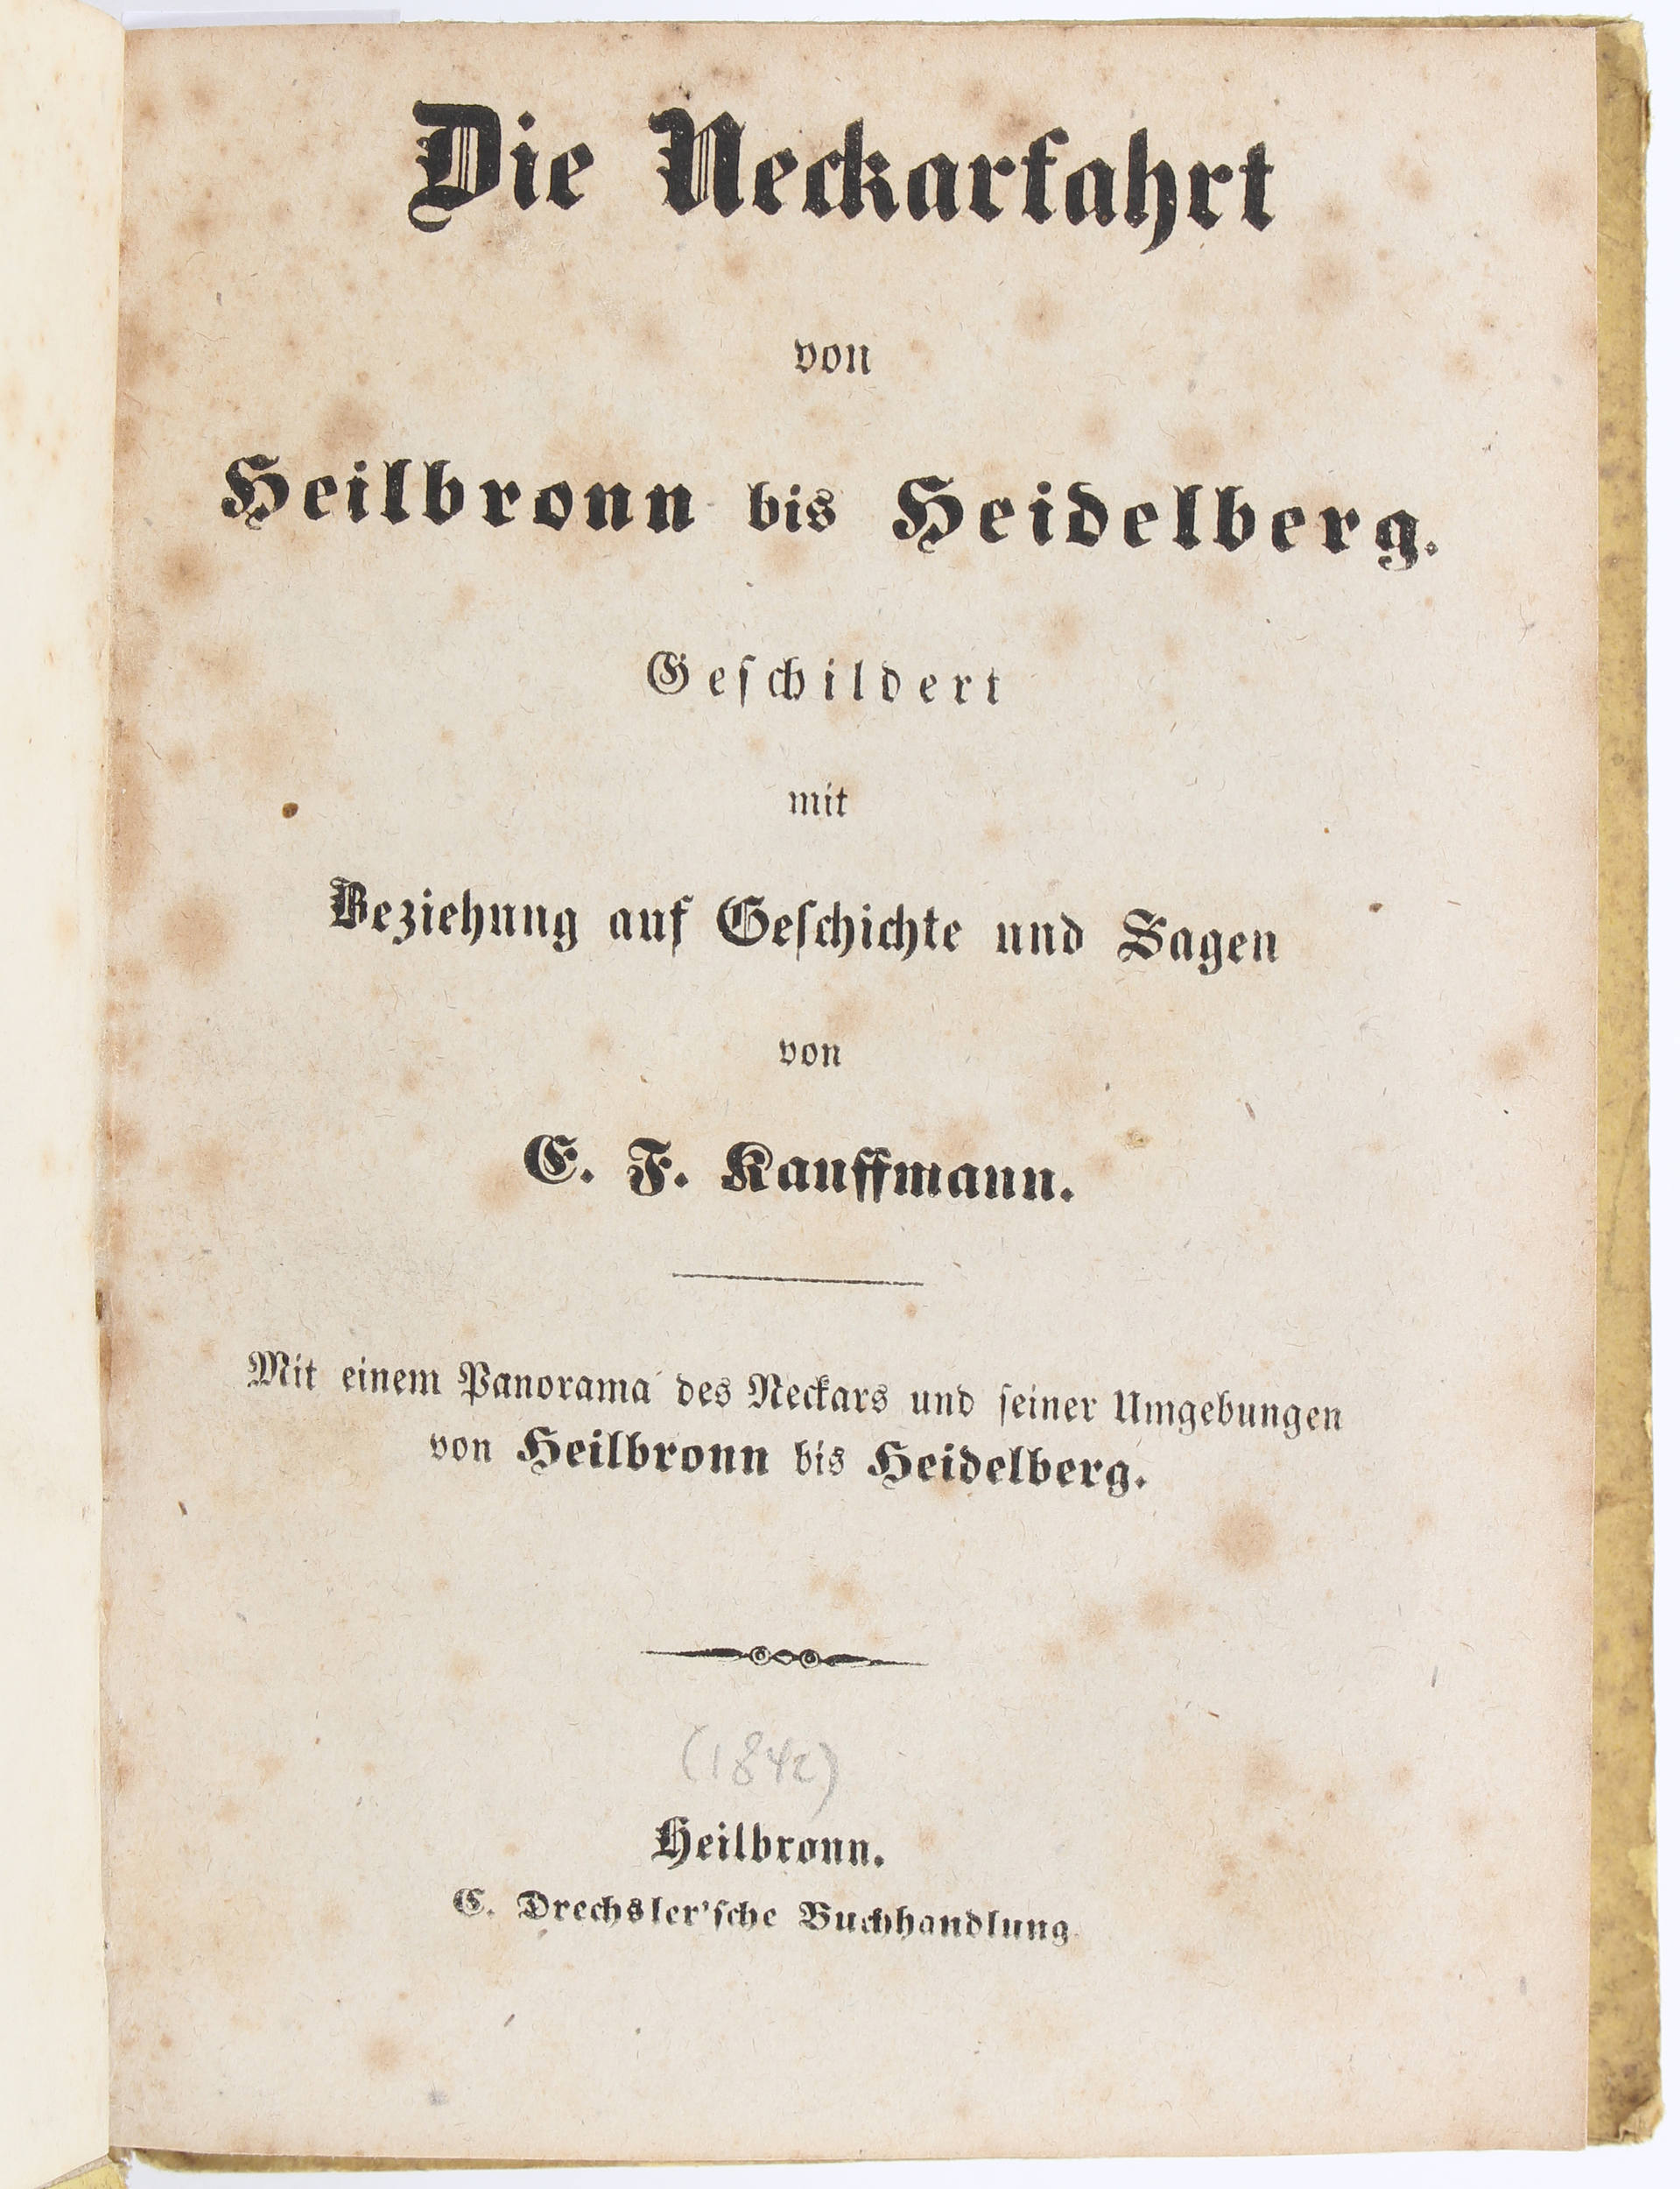 Die Neckarfahrt
von
Heilbronn bis Heidelberg.
Geſchildert
mit
Beziehung auf Geſchichte und Sagen
von
E. F. Kauffmann.
Mit einem Panorama des Neckars und ſeiner Umgebungen
von Heilbronn bis Heidelberg.
(1842)
Heilbronn.
C. Drechsler'ſche Buchhandlung